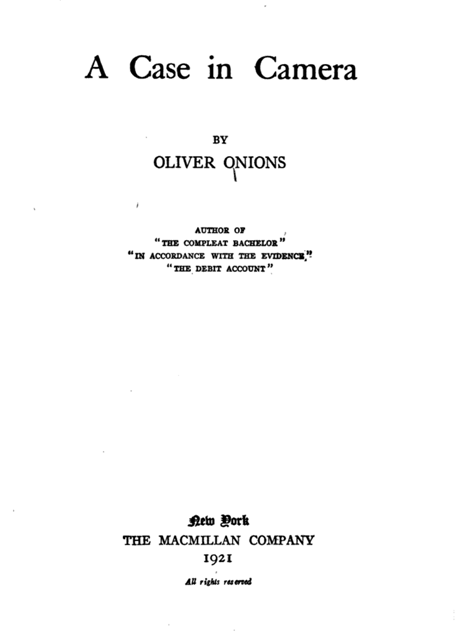 A Case in Camera
BY
OLIVER ONIONS
AUTHOR OF
"THE COMPLEAT BACHELOR"
"IN ACCORDANCE WITH THE EVIDENCE,"
"THE DEBIT ACCOUNT"
New York
THE MACMILLAN COMPANY
1921
All rights reserved